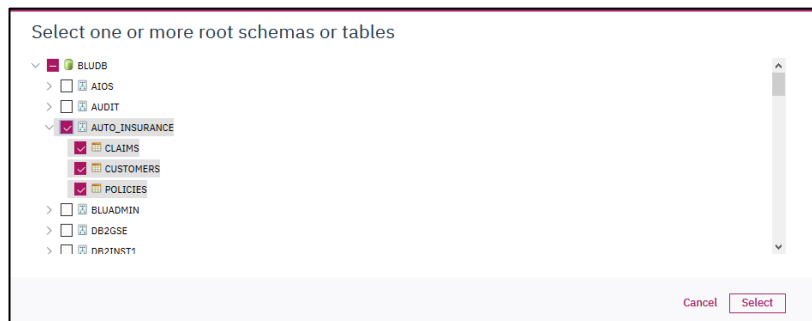 Select one or more root schemas or tables
BLUDB
AIOS
AUDIT
AUTO_INSURANCE
CLAIMS
CUSTOMERS
POLICIES
BLUADMIN
DB2GSE
DB2INST1
Cancel Select